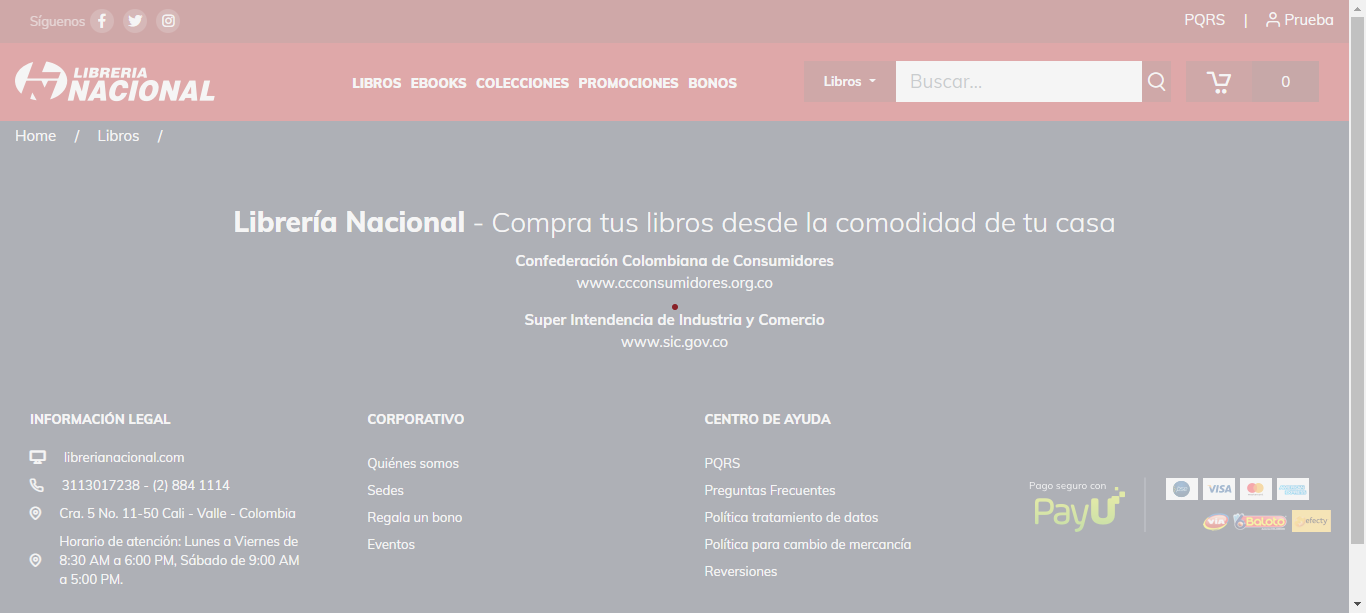 Síguenos
PQRS | Prueba
LIBRERIA
NACIONAL
LIBROS EBOOKS COLECCIONES PROMOCIONES BONOS
Libros Buscar... 0
Home / Libros /
Librería Nacional - Compra tus libros desde la comodidad de tu casa
Confederación Colombiana de Consumidores
www.ccconsumidores.org.co
Super Intendencia de Industria y Comercio
www.sic.gov.co
INFORMACIÓN LEGAL
librerianacional.com
3113017238 - (2) 884 1114
Cra. 5 No. 11-50 Cali - Valle - Colombia
Horario de atención: Lunes a Viernes de
8:30 AM a 6:00 PM, Sábado de 9:00 AM
a 5:00 PM.
CORPORATIVO
Quiénes somos
Sedes
Regala un bono
Eventos
CENTRO DE AYUDA
PQRS
Preguntas Frecuentes
Política tratamiento de datos
Política para cambio de mercancía
Reversiones
Pago seguro con
PayU
pse VISA
VIA Baloto efecty